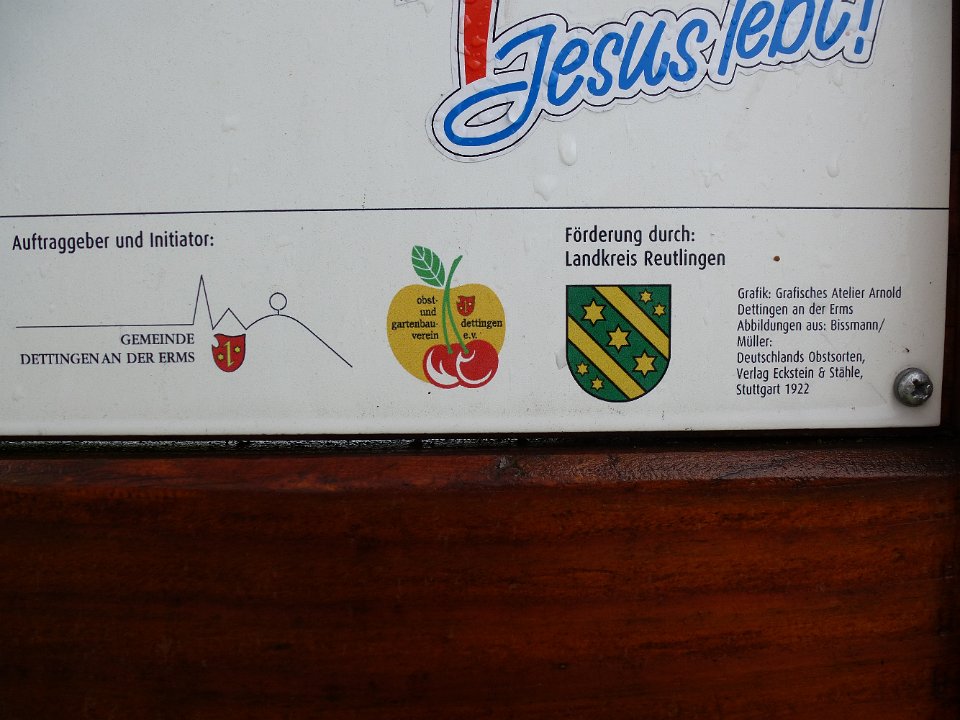 Jesus lebt!
Auftraggeber und Initiator:
GEMEINDE
DETTINGEN AN DER ERMS
obst-
und
gartenbau-
verein
dettingen
e.v.
Förderung durch:
Landkreis Reutlingen
Grafik: Grafisches Atelier Arnold
Dettingen an der Erms
Abbildungen aus: Bissmann/
Müller:
Deutschlands Obstsorten,
Verlag Eckstein & Stähle,
Stuttgart 1922